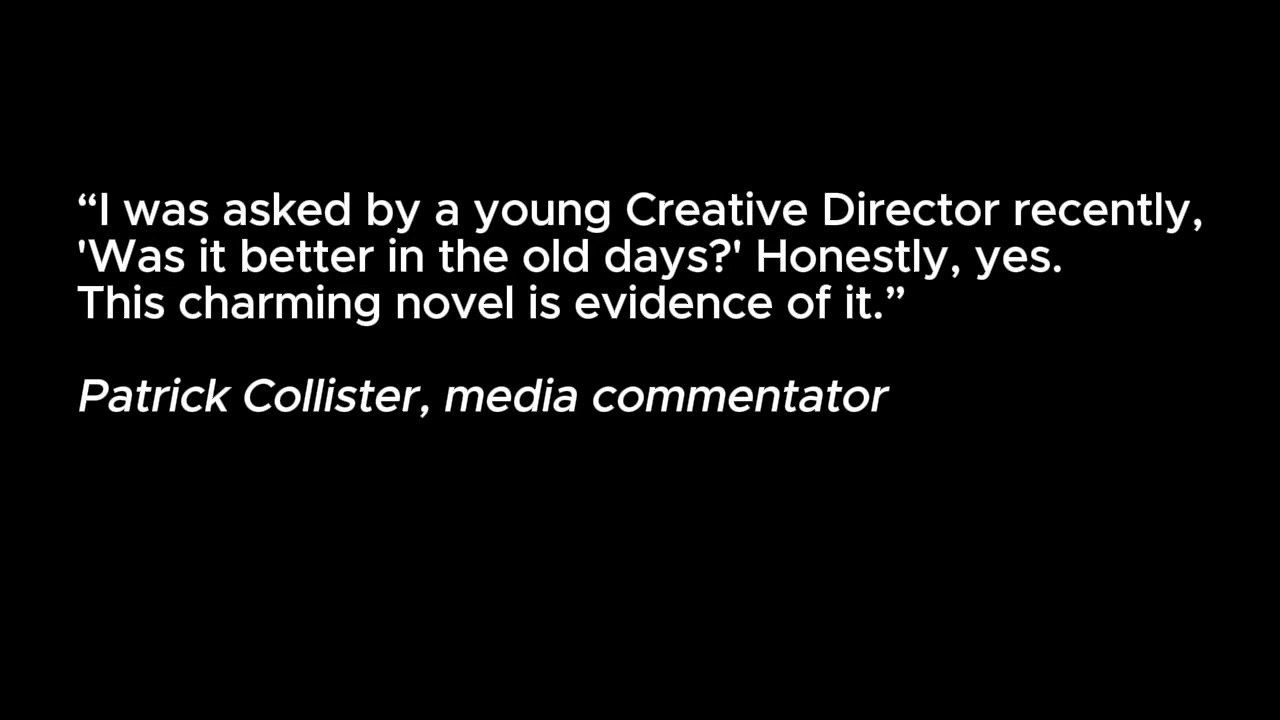 “I was asked by a young Creative Director recently,
'Was it better in the old days?' Honestly, yes.
This charming novel is evidence of it.”
Patrick Collister, media commentator